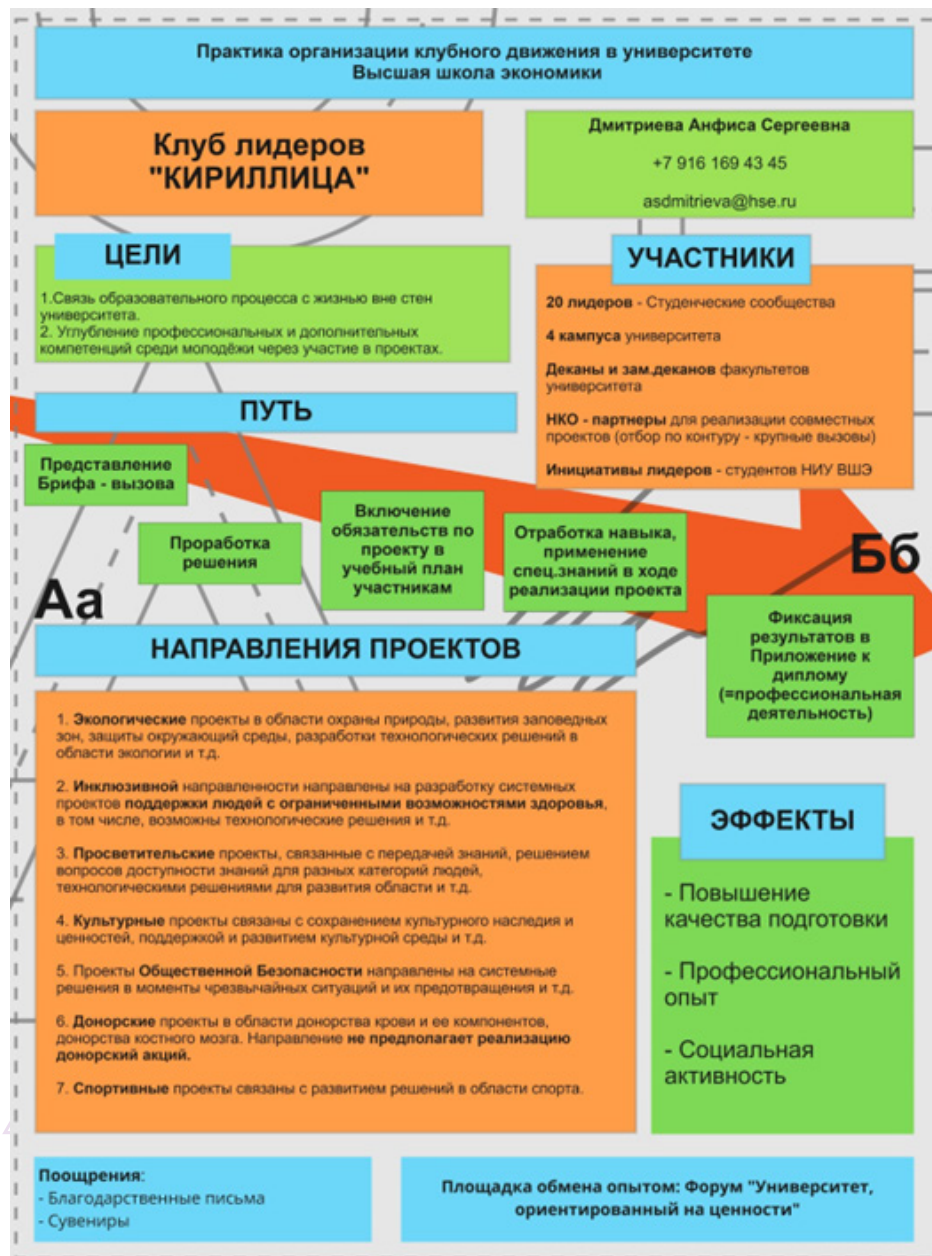 Практика организации клубного движения в университете
Высшая школа экономики
Клуб лидеров
"КИРИЛЛИЦА"
Дмитриева Анфиса Сергеевна
+7 916 169 43 45
asdmitrieva@hse.ru
ЦЕЛИ
1.Связь образовательного процесса с жизнью вне стен
университета.
2. Углубление профессиональных и дополнительных
компетенций среди молодёжи через участие в проектах.
УЧАСТНИКИ
20 лидеров - Студенческие сообщества
4 кампуса университета
Деканы и зам.деканов факультетов
университета
НКО - партнеры для реализации совместных
проектов (отбор по контуру - крупные вызовы)
Инициативы лидеров - студентов НИУ ВШЭ
ПУТЬ
Аа
Представление
Брифа - вызова
Проработка
решения
Включение
обязательств по
проекту в
учебный план
участникам
Отработка навыка,
применение
спец.знаний в ходе
реализации проекта
Бб
Фиксация
результатов в
Приложение к
диплому
(=профессиональная
деятельность)
НАПРАВЛЕНИЯ ПРОЕКТОВ
1. Экологические проекты в области охраны природы, развития заповедных
зон, защиты окружающий среды, разработки технологических решений в
области экологии и т.д.
2. Инклюзивной направленности направлены на разработку системных
проектов поддержки людей с ограниченными возможностями здоровья,
в том числе, возможны технологические решения и т.д.
3. Просветительские проекты, связанные с передачей знаний, решением
вопросов доступности знаний для разных категорий людей,
технологическими решениями для развития области и т.д.
4. Культурные проекты связаны с сохранением культурного наследия и
ценностей, поддержкой и развитием культурной среды и т.д.
5. Проекты Общественной Безопасности направлены на системные
решения в моменты чрезвычайных ситуаций и их предотвращения и т.д.
6. Донорские проекты в области донорства крови и ее компонентов,
донорства костного мозга. Направление не предполагает реализацию
донорский акций.
7. Спортивные проекты связаны с развитием решений в области спорта.
ЭФФЕКТЫ
- Повышение
качества подготовки
- Профессиональный
опыт
- Социальная
активность
Поощрения:
- Благодарственные письма
- Сувениры
Площадка обмена опытом: Форум "Университет,
ориентированный на ценности"